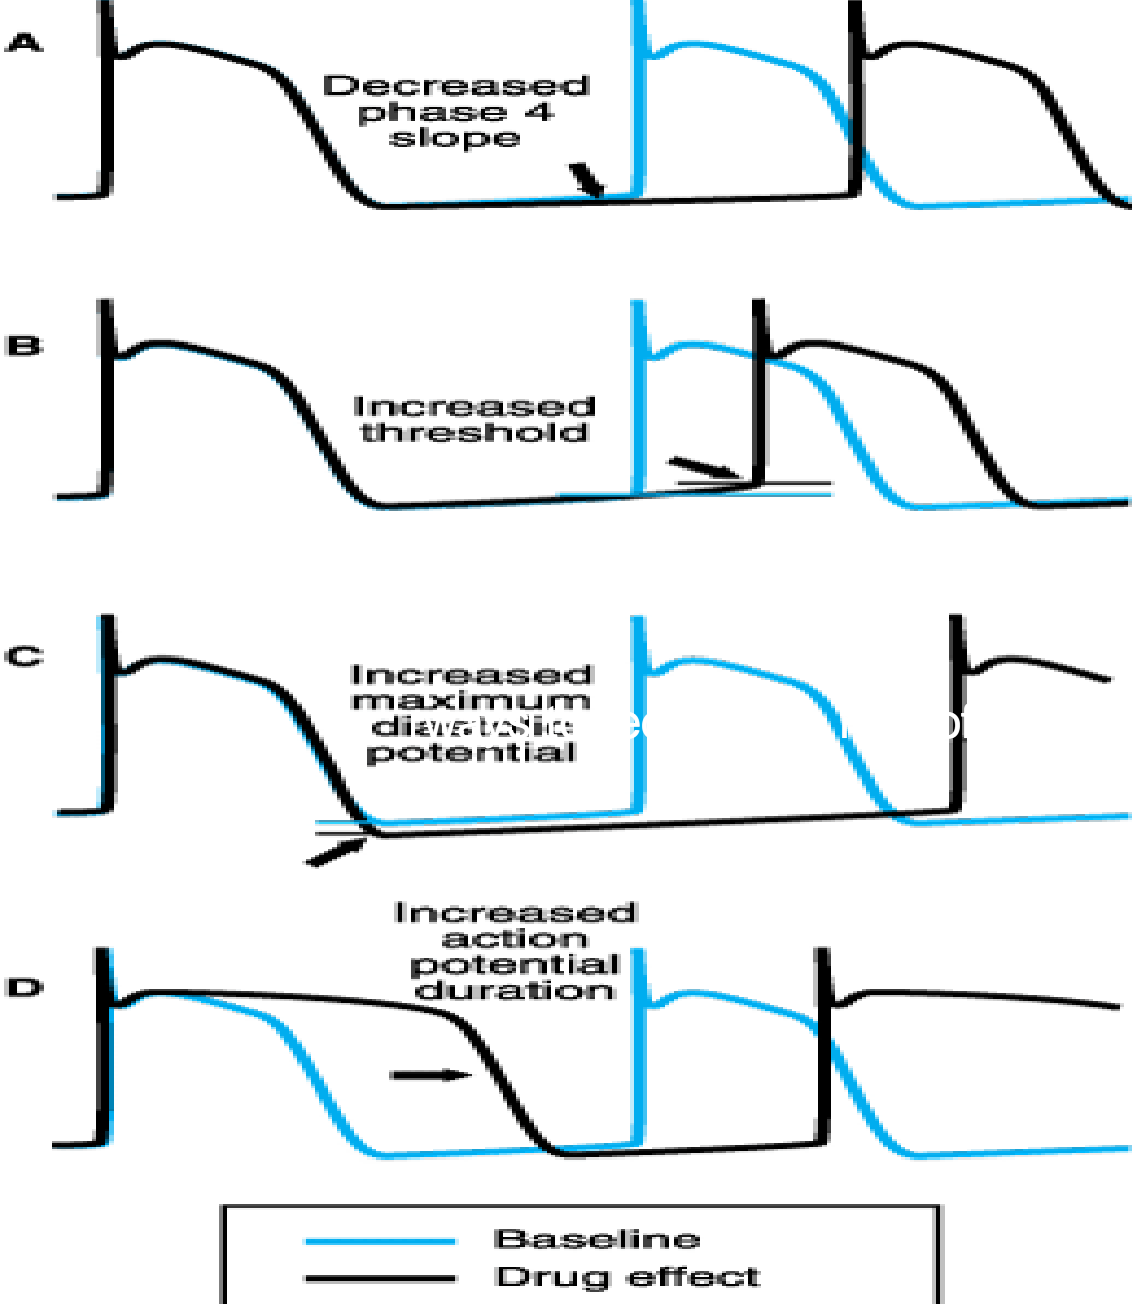 A
Decreased
phase 4
slope
B
Increased
threshold
C
Increased
maximum
potential
Increased
action
potential
duration
D
Baseline
Drug effect